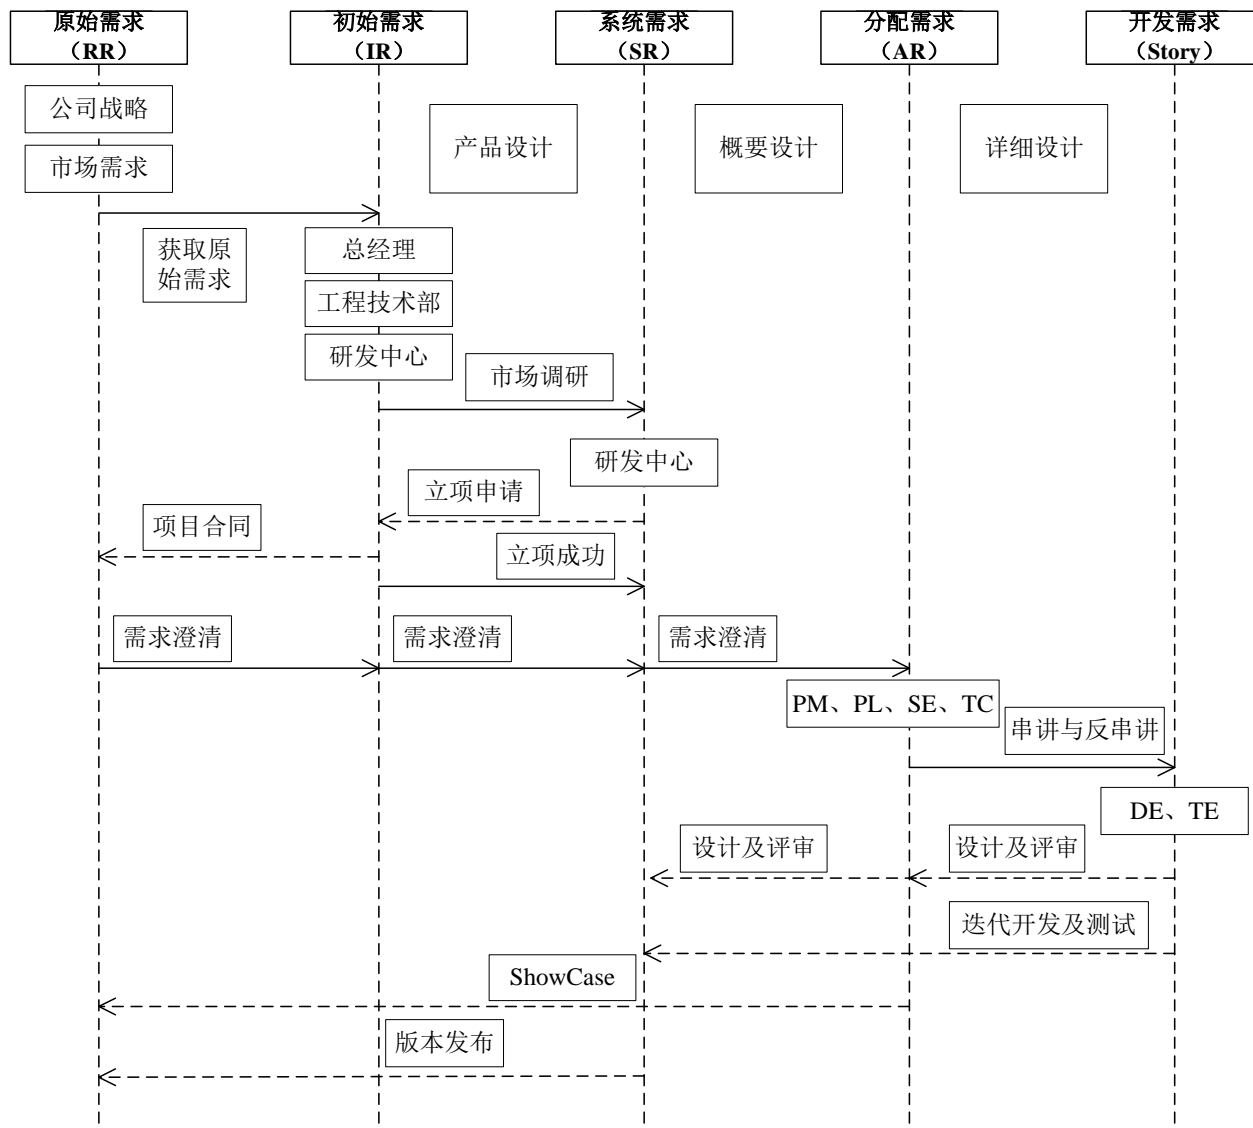 原始需求
（RR）
初始需求
（IR）
系统需求
（SR）
分配需求
（AR）
开发需求
（Story）
公司战略
市场需求
产品设计
概要设计
详细设计
获取原
始需求
总经理
工程技术部
研发中心
市场调研
研发中心
立项申请
项目合同
立项成功
需求澄清
需求澄清
需求澄清
PM、PL、SE、TC
串讲与反串讲
DE、TE
设计及评审
设计及评审
迭代开发及测试
ShowCase
版本发布